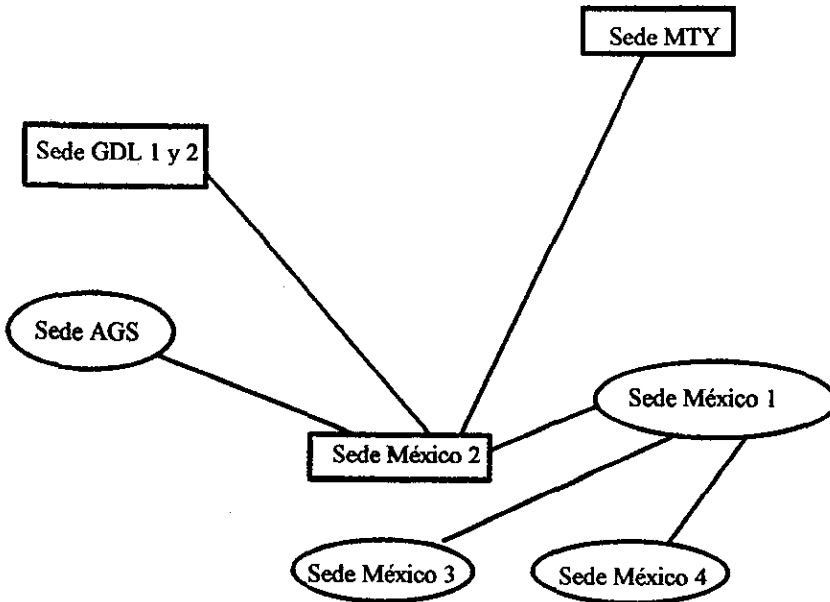 Sede MTY
Sede GDL 1 y 2
Sede AGS
Sede México 1
Sede México 2
Sede México 3
Sede México 4